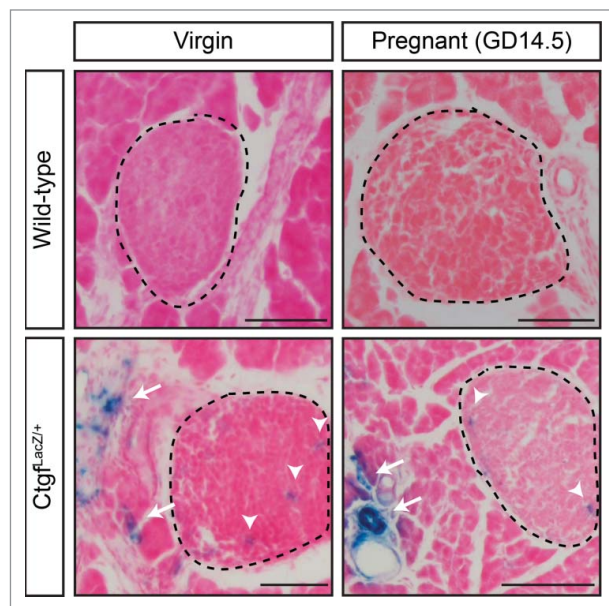 Virgin
Pregnant (GD14.5)
Wild-type
Ctgf^LacZ/+